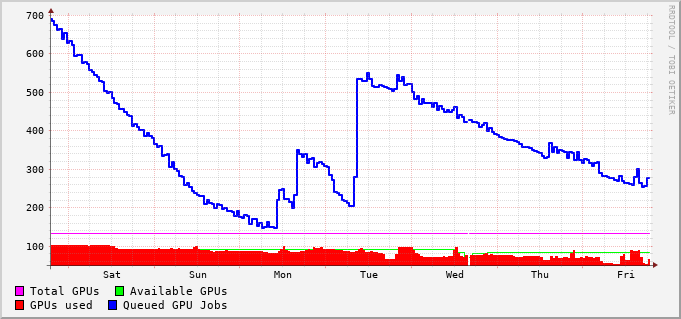 700
600
500
400
300
200
100
Sat Sun Mon Tue Wed Thu Fri
Total GPUs Available GPUs
GPUs used Queued GPU Jobs
RRDTOOL / TOBI OETIKER